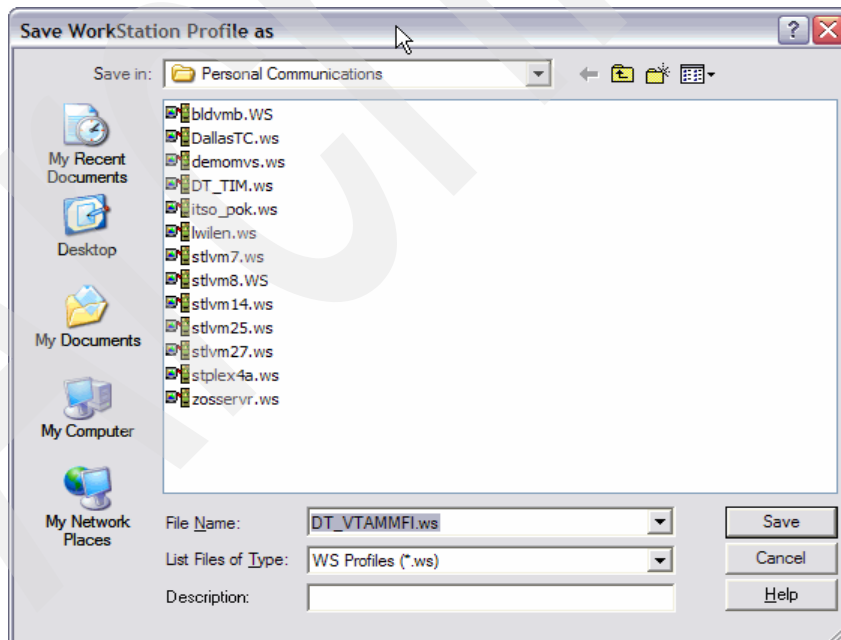 Save WorkStation Profile as
Save in: Personal Communications
My Recent Documents
Desktop
My Documents
My Computer
My Network Places
bldvmb.WS
DallasTC.ws
demomvs.ws
DT_TIM.ws
itso_pok.ws
lwilen.ws
stlvm7.ws
stlvm8.WS
stlvm14.ws
stlvm25.ws
stlvm27.ws
stplex4a.ws
zosservr.ws
File Name: DT_VTAMMFI.ws Save
List Files of Type: WS Profiles (*.ws) Cancel
Description: Help